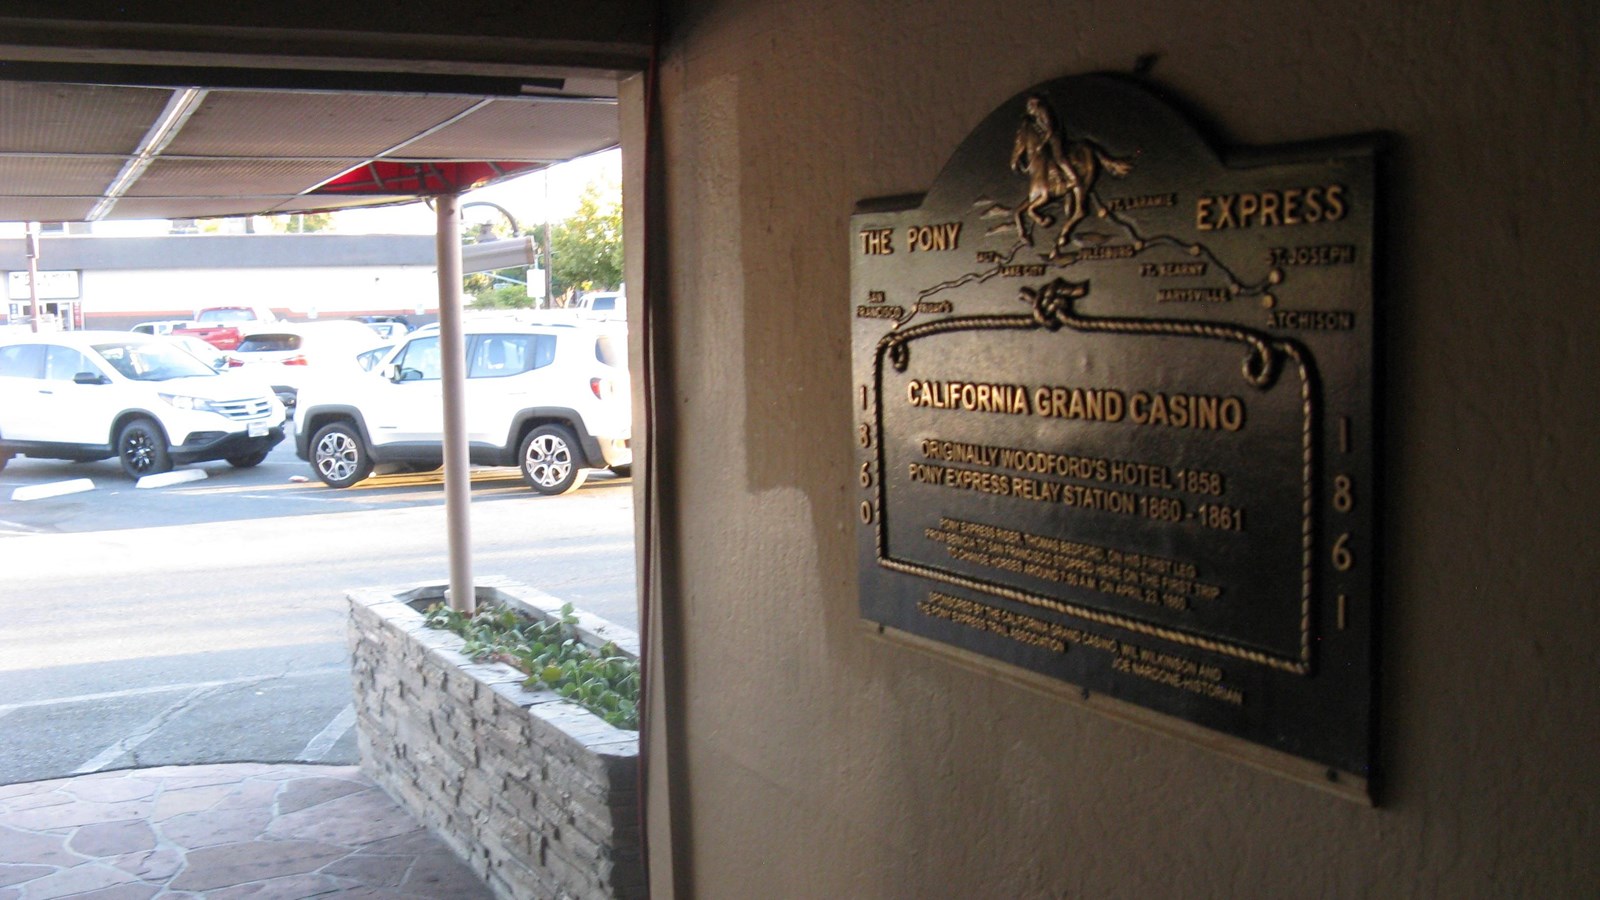 THE PONY EXPRESS
FT. LARAMIE
SALT LAKE CITY
JULESBURG
FT. KEARNY
ST. JOSEPH
MARYSVILLE
SAN FRANCISCO
ATCHISON
1860
1861
CALIFORNIA GRAND CASINO
ORIGINALLY WOODFORD'S HOTEL 1858
PONY EXPRESS RELAY STATION 1860 - 1861
PONY EXPRESS RIDER, THOMAS BEDFORD, ON HIS FIRST LEG
FROM BENICIA TO SAN FRANCISCO STOPPED HERE ON THE FIRST TRIP
TO CHANGE HORSES AROUND A.M. ON APRIL 23, 1860
SPONSORED BY THE CALIFORNIA GRAND CASINO, WIL WILKINSON AND
THE PONY EXPRESS TRAIL ASSOCIATION
JOE NARDONE-HISTORIAN